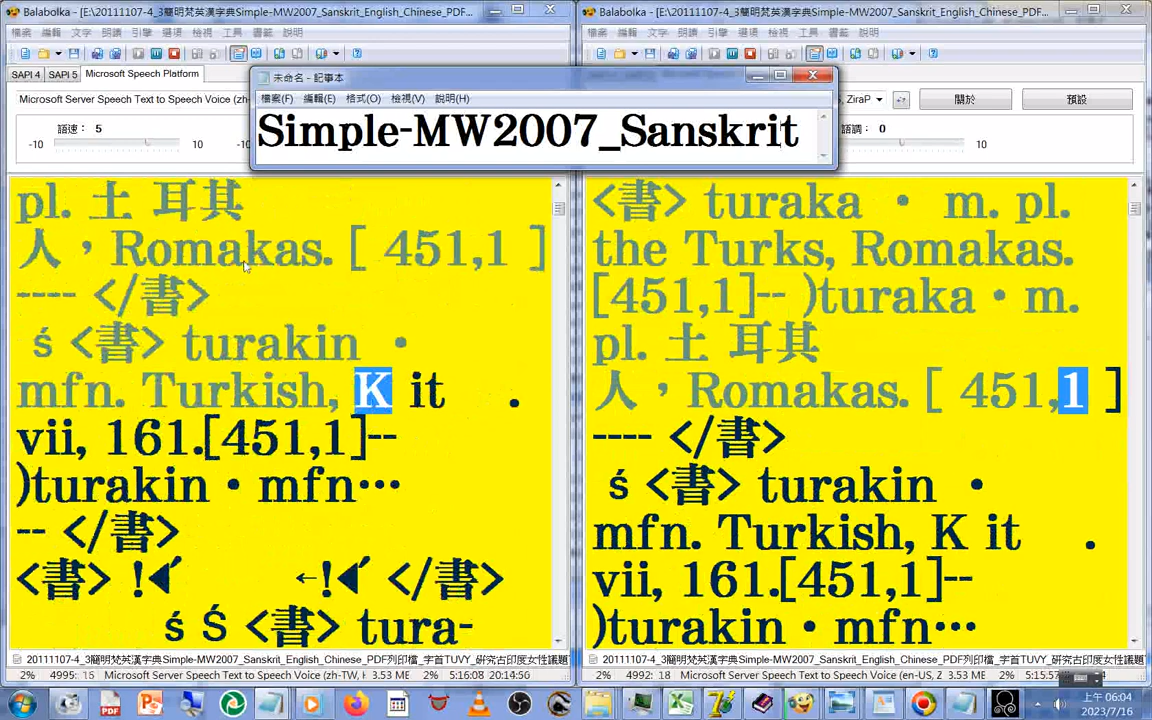 Balabolka - [E:\20111107-4_3簡明梵英漢字典Simple-MW2007_Sanskrit_English_Chinese_PDF...
檔案 編輯 文字 朗讀 引擎 選項 檢視 工具 書籤 說明
SAPI 4 SAPI 5 Microsoft Speech Platform
Microsoft Server Speech Text to Speech Voice (zh-
語速： 5
-10 10 -10
pl. 土 耳其
人，Romakas. [ 451,1 ]
---- </書>
ś <書> turakin •
mfn. Turkish, K it .
vii, 161.[451,1]--
)turakin • mfn…
-- </書>
<書> !◄ ←!◄ </書>
ś Ś <書> tura-
20111107-4_3簡明梵英漢字典Simple-MW2007_Sanskrit_English_Chinese_PDF列印檔_字首TUVY_研究古印度女性議題
2% 4995: 15 Microsoft Server Speech Text to Speech Voice (zh-TW, H 3.53 ME 2% 5:16:08 20:14:56
未命名 - 記事本
檔案(F) 編輯(E) 格式(O) 檢視(V) 說明(H)
Simple-MW2007_Sanskrit
Balabolka - [E:\20111107-4_3簡明梵英漢字典Simple-MW2007_Sanskrit_English_Chinese_PDF...
檔案 編輯 文字 朗讀 引擎 選項 檢視 工具 書籤 說明
, ZiraP 關於 預設
語調： 0
10
<書> turaka • m. pl.
the Turks, Romakas.
[451,1]-- )turaka • m.
pl. 土 耳其
人，Romakas. [ 451,1 ]
---- </書>
ś <書> turakin •
mfn. Turkish, K it .
vii, 161.[451,1]--
)turakin • mfn…
20111107-4_3簡明梵英漢字典Simple-MW2007_Sanskrit_English_Chinese_PDF列印檔_字首TUVY_研究古印度女性議題
2% 4992: 18 Microsoft Server Speech Text to Speech Voice (en-US, Z 3.53 ME 2% 5:15:57
上午 06:04
2023/7/16